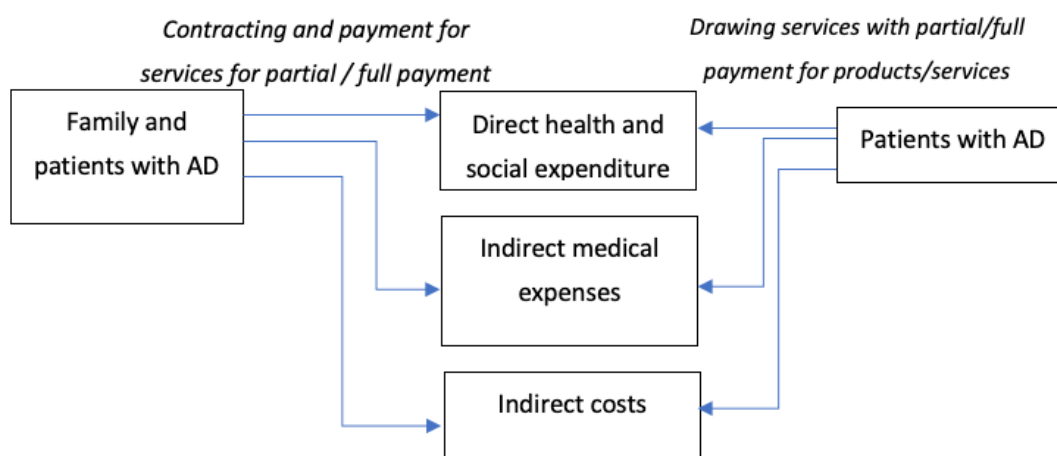 Contracting and payment for
services for partial / full payment
Drawing services with partial/full
payment for products/services
Family and
patients with AD
Direct health and
social expenditure
Patients with AD
Indirect medical
expenses
Indirect costs